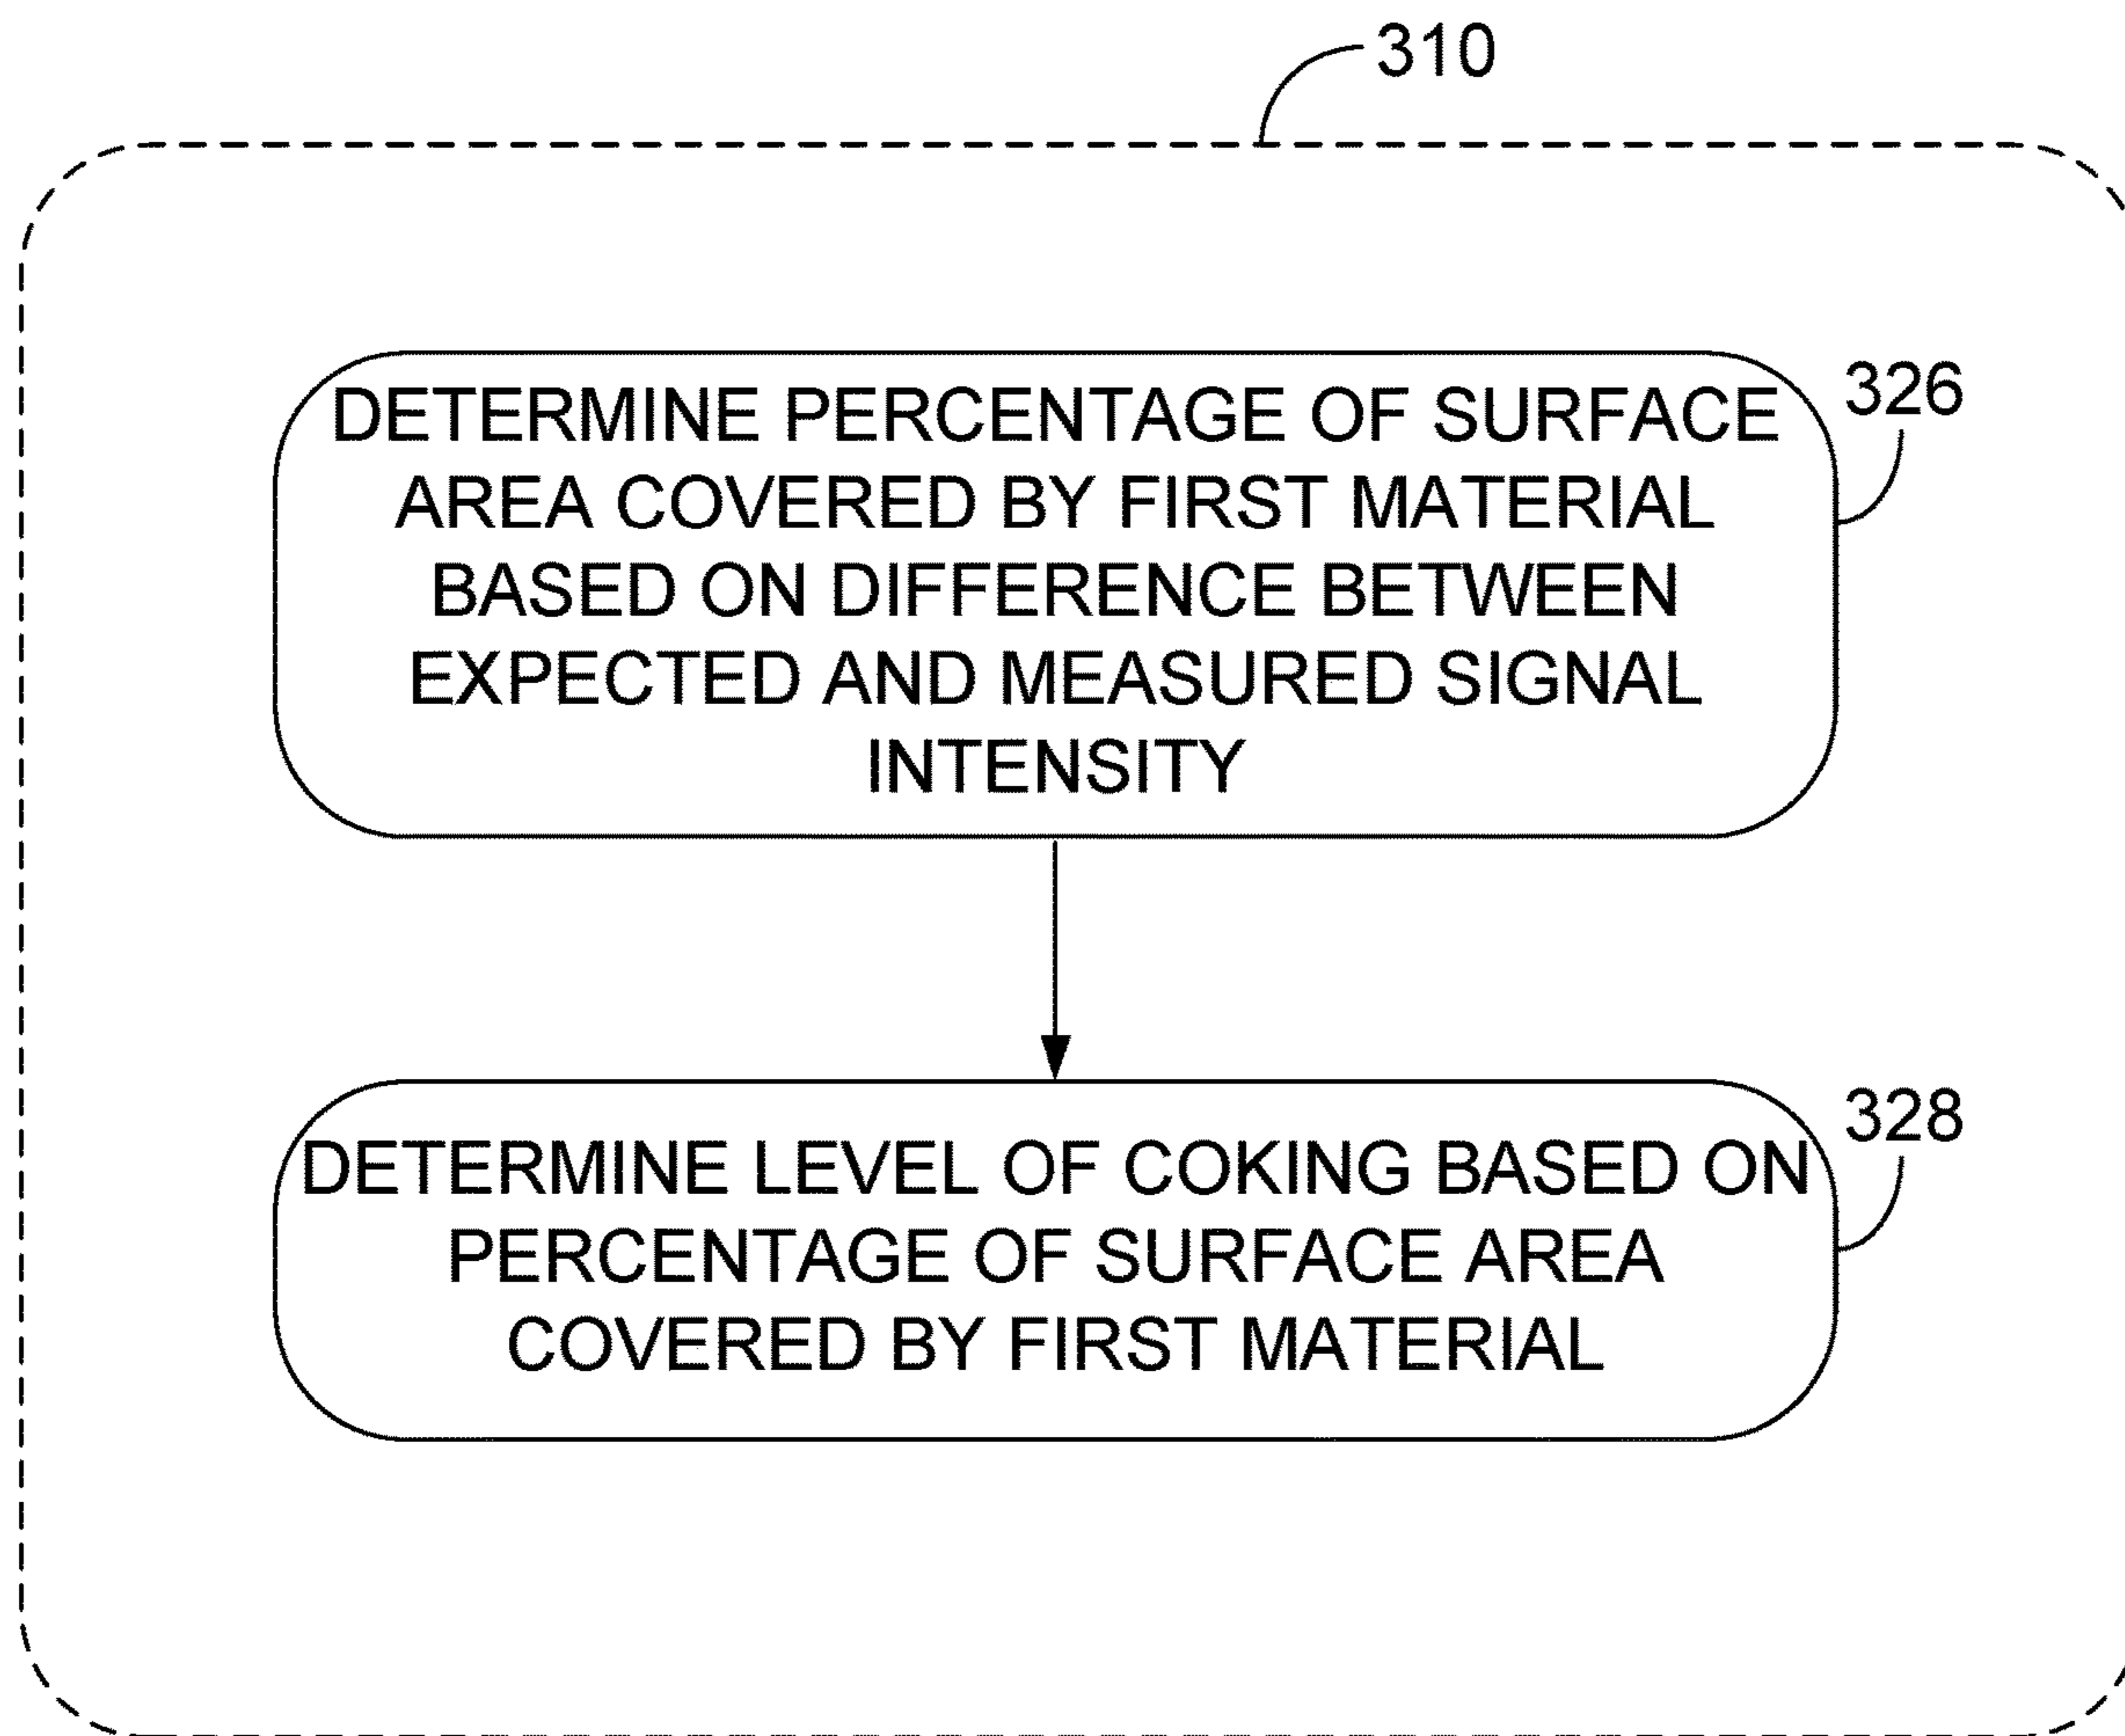 310
DETERMINE PERCENTAGE OF SURFACE
AREA COVERED BY FIRST MATERIAL
BASED ON DIFFERENCE BETWEEN
EXPECTED AND MEASURED SIGNAL
INTENSITY
326
DETERMINE LEVEL OF COKING BASED ON
PERCENTAGE OF SURFACE AREA
COVERED BY FIRST MATERIAL
328